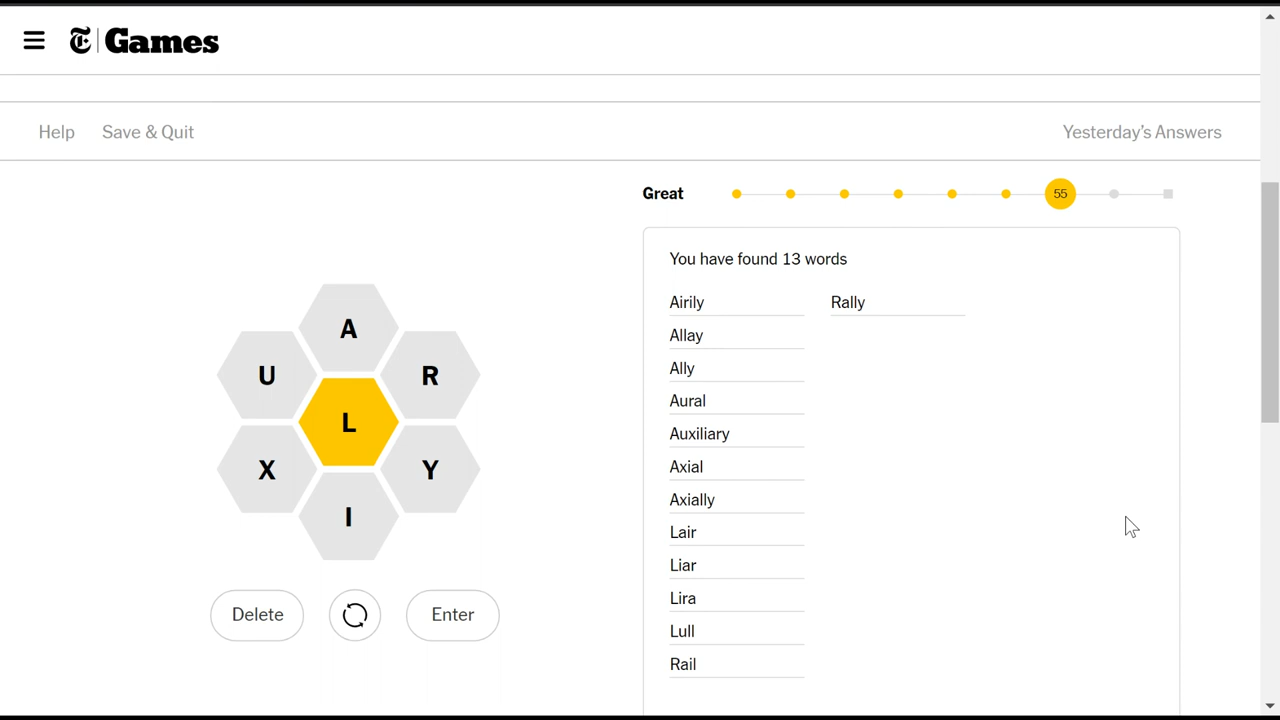 T Games
Help Save & Quit Yesterday's Answers
Great 55
You have found 13 words
Airily Rally
Allay
Ally
Aural
Auxiliary
Axial
Axially
Lair
Liar
Lira
Lull
Rail
A
U R
L
X Y
I
Delete Enter